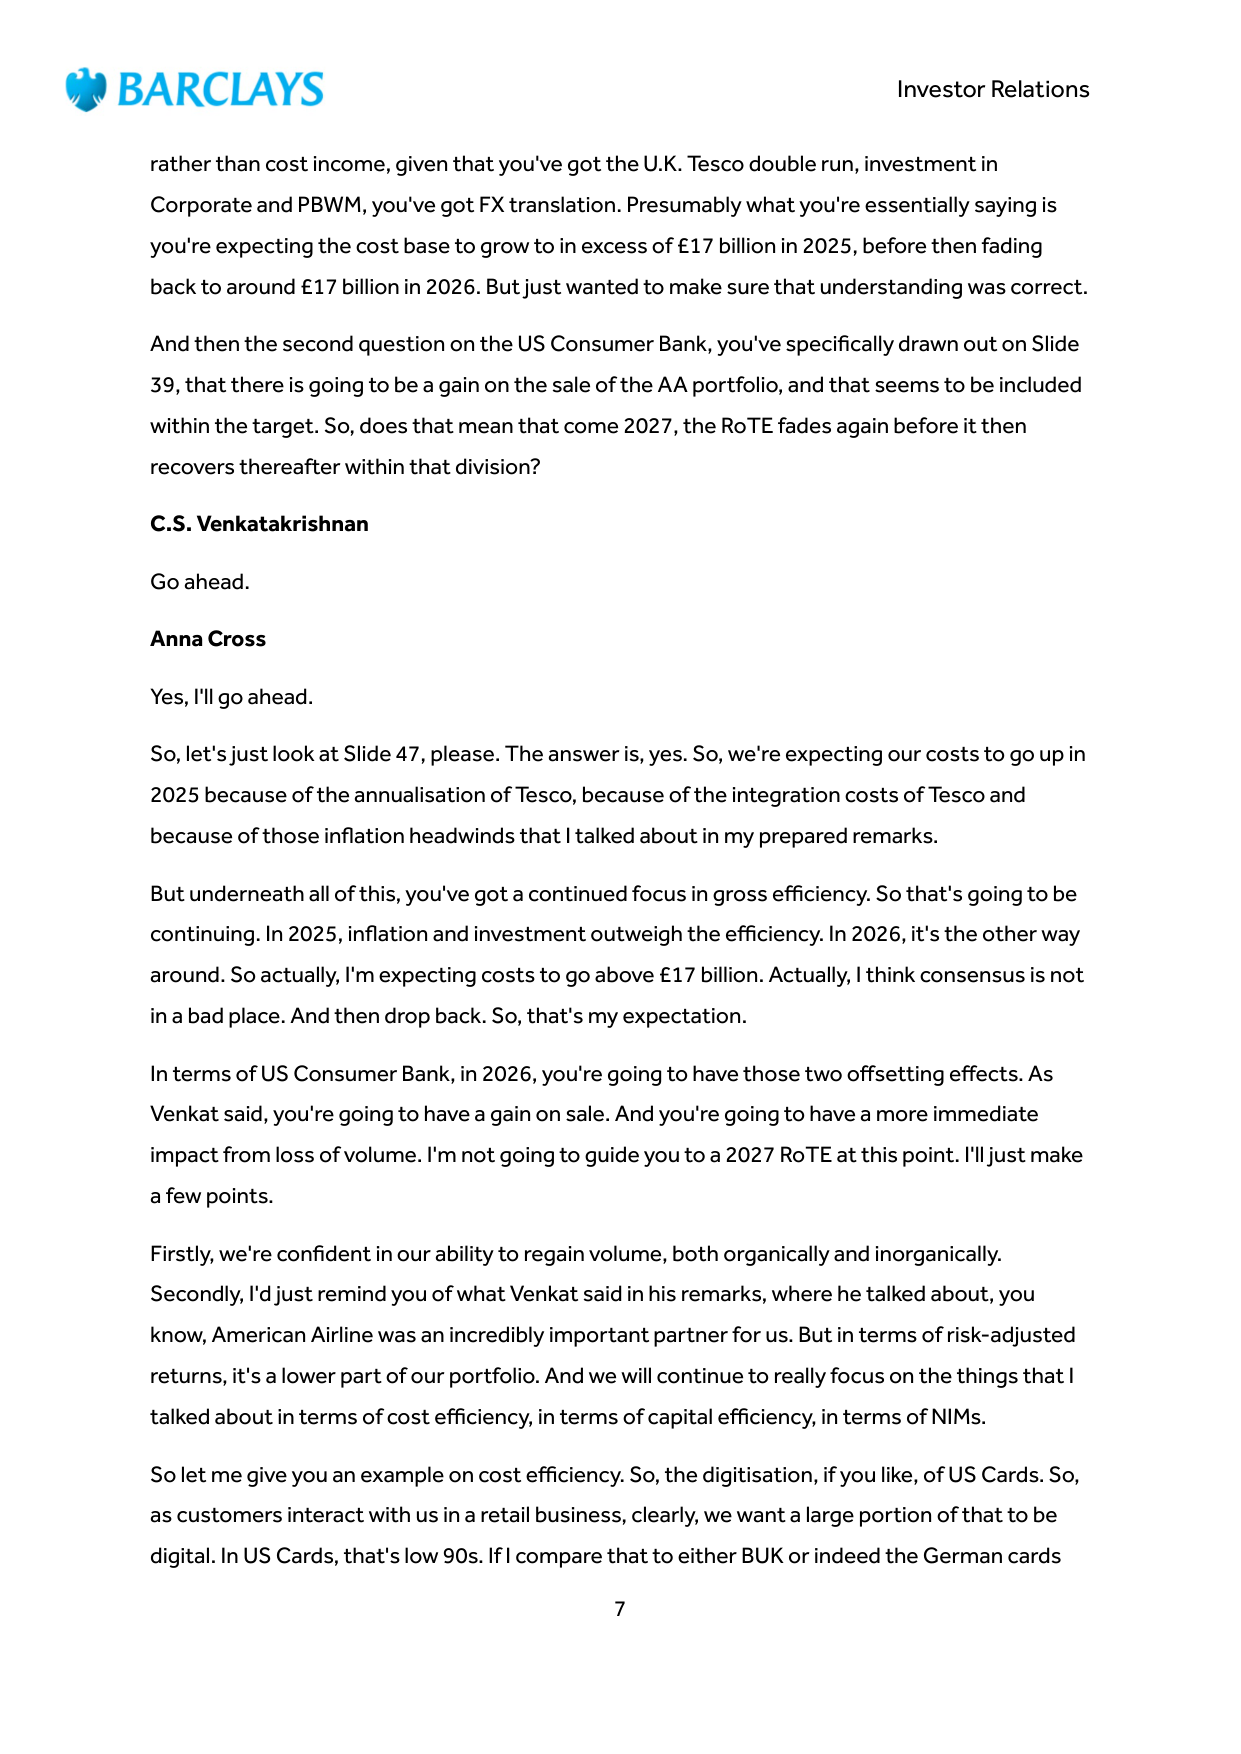 BARCLAYS
Investor Relations
rather than cost income, given that you've got the U.K. Tesco double run, investment in
Corporate and PBWM, you've got FX translation. Presumably what you're essentially saying is
you're expecting the cost base to grow to in excess of £17 billion in 2025, before then fading
back to around £17 billion in 2026. But just wanted to make sure that understanding was correct.
And then the second question on the US Consumer Bank, you've specifically drawn out on Slide
39, that there is going to be a gain on the sale of the AA portfolio, and that seems to be included
within the target. So, does that mean that come 2027, the RoTE fades again before it then
recovers thereafter within that division?
C.S. Venkatakrishnan
Go ahead.
Anna Cross
Yes, I'll go ahead.
So, let's just look at Slide 47, please. The answer is, yes. So, we're expecting our costs to go up in
2025 because of the annualisation of Tesco, because of the integration costs of Tesco and
because of those inflation headwinds that I talked about in my prepared remarks.
But underneath all of this, you've got a continued focus in gross efficiency. So that's going to be
continuing. In 2025, inflation and investment outweigh the efficiency. In 2026, it's the other way
around. So actually, I'm expecting costs to go above £17 billion. Actually, I think consensus is not
in a bad place. And then drop back. So, that's my expectation.
In terms of US Consumer Bank, in 2026, you're going to have those two offsetting effects. As
Venkat said, you're going to have a gain on sale. And you're going to have a more immediate
impact from loss of volume. I'm not going to guide you to a 2027 RoTE at this point. I'll just make
a few points.
Firstly, we're confident in our ability to regain volume, both organically and inorganically.
Secondly, I'd just remind you of what Venkat said in his remarks, where he talked about, you
know, American Airline was an incredibly important partner for us. But in terms of risk-adjusted
returns, it's a lower part of our portfolio. And we will continue to really focus on the things that I
talked about in terms of cost efficiency, in terms of capital efficiency, in terms of NIMs.
So let me give you an example on cost efficiency. So, the digitisation, if you like, of US Cards. So,
as customers interact with us in a retail business, clearly, we want a large portion of that to be
digital. In US Cards, that's low 90s. If I compare that to either BUK or indeed the German cards
7